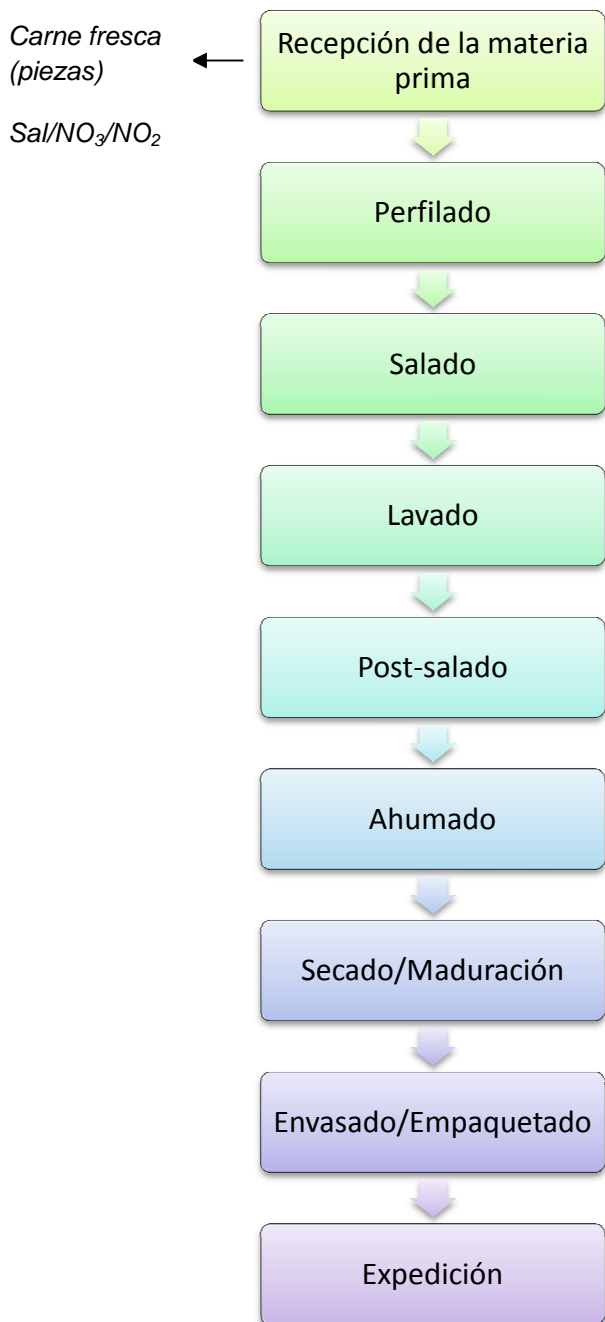 Carne fresca
(piezas)
Sal/NO₃/NO₂
Recepción de la materia
prima
Perfilado
Salado
Lavado
Post-salado
Ahumado
Secado/Maduración
Envasado/Empaquetado
Expedición